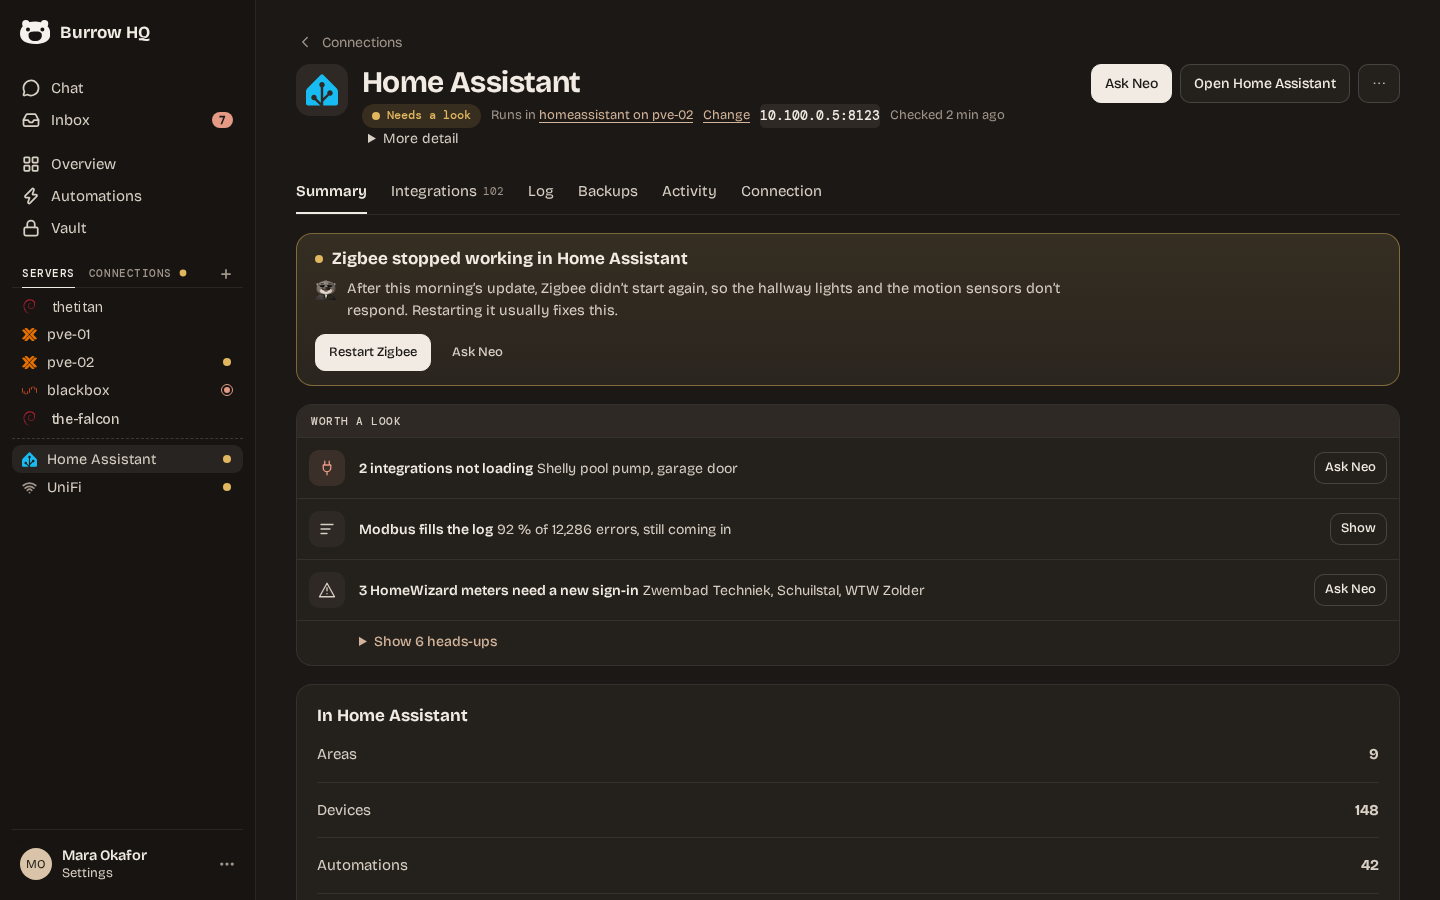 Burrow HQ
Chat
Inbox 7
Overview
Automations
Vault
SERVERS CONNECTIONS +
thetitan
pve-01
pve-02
blackbox
the-falcon
Home Assistant
UniFi
MO Mara Okafor
Settings
Connections
Home Assistant
Ask Neo Open Home Assistant ...
Needs a look Runs in homeassistant on pve-02 Change 10.100.0.5:8123 Checked 2 min ago
More detail
Summary Integrations 102 Log Backups Activity Connection
Zigbee stopped working in Home Assistant
After this morning's update, Zigbee didn't start again, so the hallway lights and the motion sensors don't
respond. Restarting it usually fixes this.
Restart Zigbee Ask Neo
WORTH A LOOK
2 integrations not loading Shelly pool pump, garage door Ask Neo
Modbus fills the log 92 % of 12,286 errors, still coming in Show
3 HomeWizard meters need a new sign-in Zwembad Techniek, Schuilstal, WTW Zolder Ask Neo
Show 6 heads-ups
In Home Assistant
Areas 9
Devices 148
Automations 42